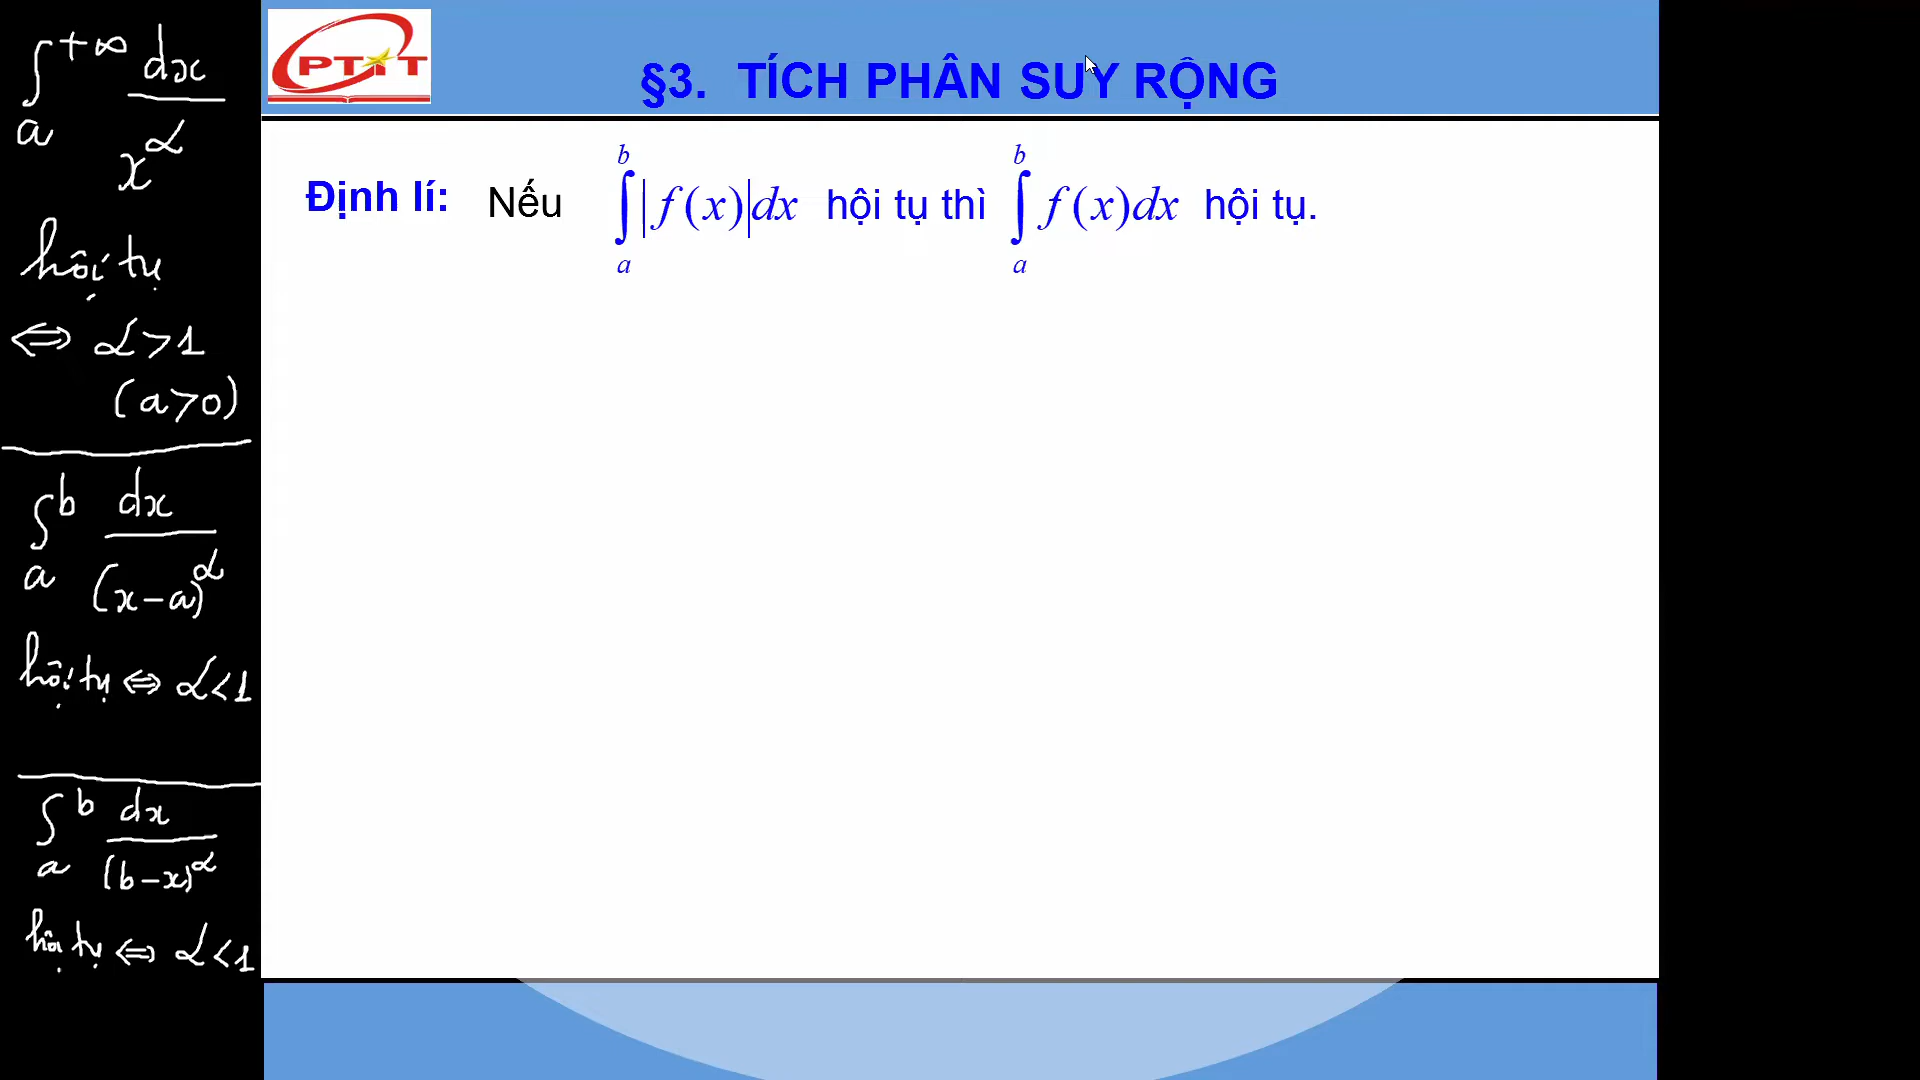 ∫_a^{+∞} dx/x^α
hội tụ
⇔ α>1
(a>0)
∫_a^b dx/(x-a)^α
hội tụ ⇔ α<1
∫_a^b dx/(b-x)^α
hội tụ ⇔ α<1
PTIT
§3. TÍCH PHÂN SUY RỘNG
Định lí: Nếu ∫_a^b |f(x)|dx hội tụ thì ∫_a^b f(x)dx hội tụ.